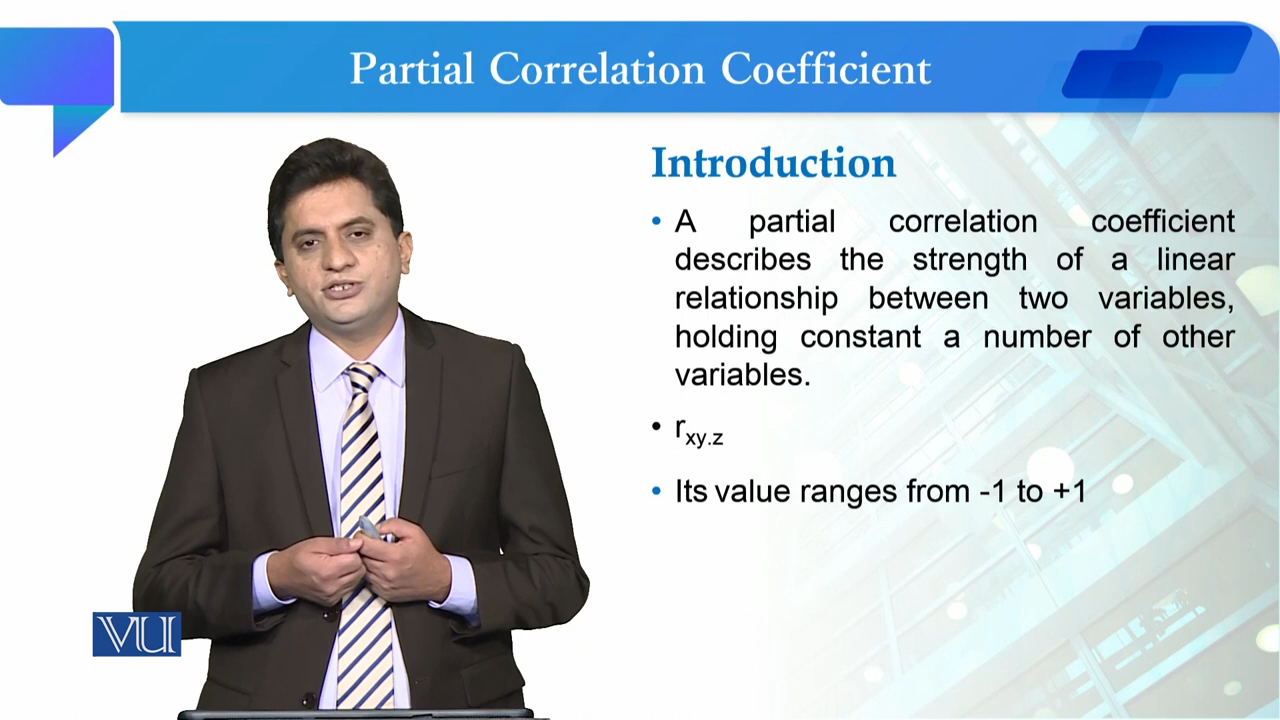 Partial Correlation Coefficient
Introduction
• A partial correlation coefficient
describes the strength of a linear
relationship between two variables,
holding constant a number of other
variables.
• rxy.z
• Its value ranges from -1 to +1
VU